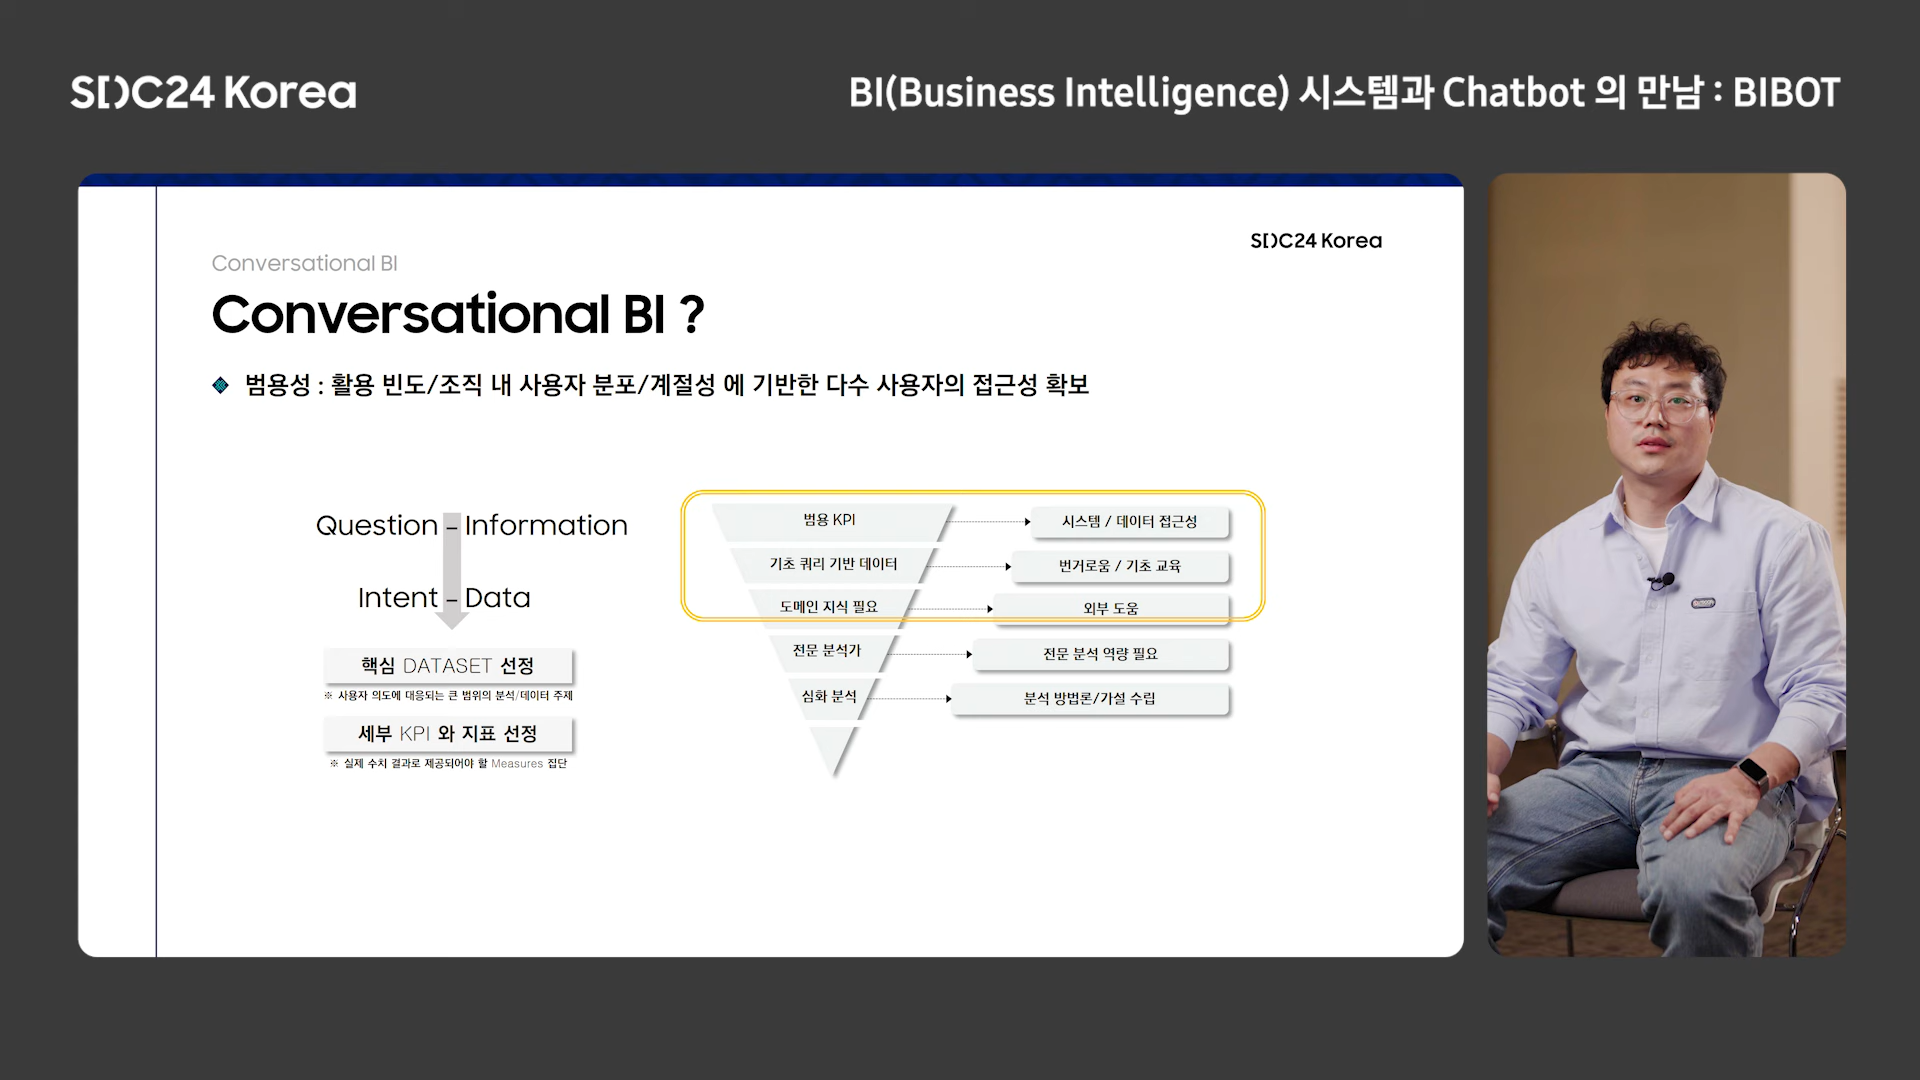 SDC24 Korea
BI(Business Intelligence) 시스템과 Chatbot 의 만남 : BIBOT
SDC24 Korea
Conversational BI
Conversational BI ?
범용성 : 활용 빈도/조직 내 사용자 분포/계절성 에 기반한 다수 사용자의 접근성 확보
Question – Information
Intent – Data
핵심 DATASET 선정
※ 사용자 의도에 대응되는 큰 범위의 분석/데이터 주제
세부 KPI 와 지표 선정
※ 실제 수치 결과로 제공되어야 할 Measures 집단
범용 KPI
시스템 / 데이터 접근성
기초 쿼리 기반 데이터
번거로움 / 기초 교육
도메인 지식 필요
외부 도움
전문 분석가
전문 분석 역량 필요
심화 분석
분석 방법론/가설 수립